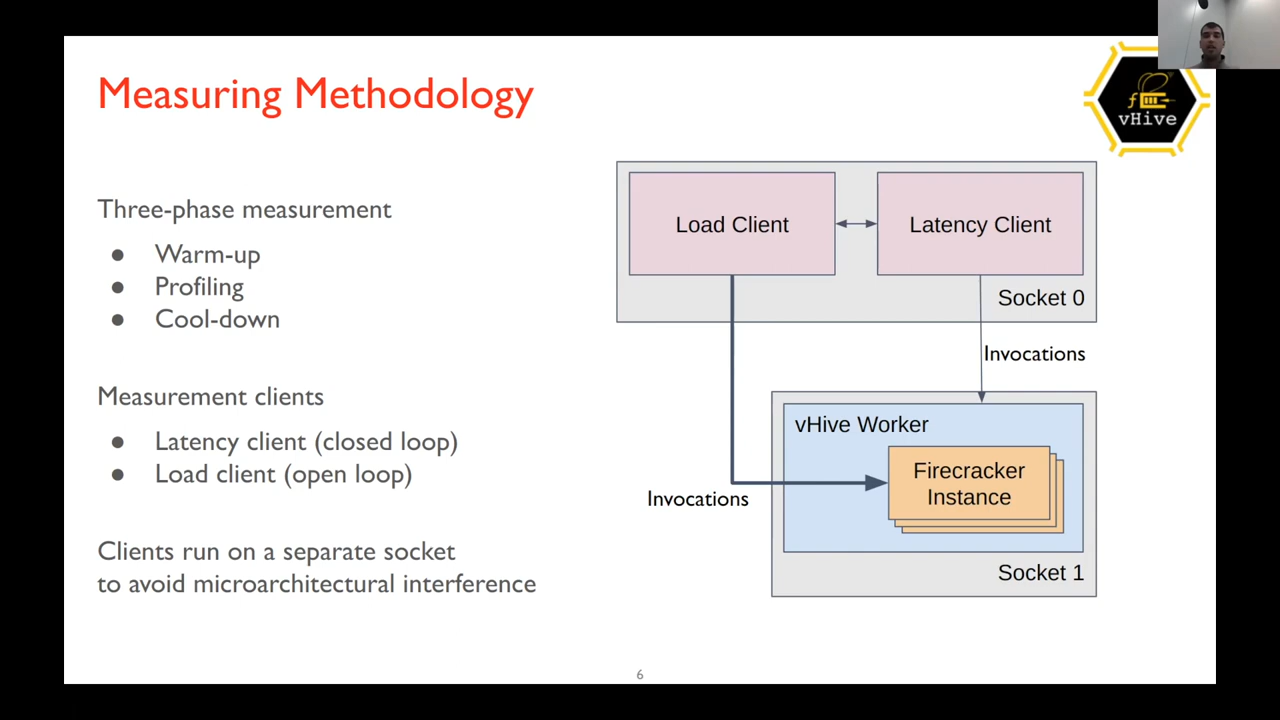 Measuring Methodology
vHive
Three-phase measurement
● Warm-up
● Profiling
● Cool-down
Measurement clients
● Latency client (closed loop)
● Load client (open loop)
Clients run on a separate socket
to avoid microarchitectural interference
Load Client
Latency Client
Socket 0
Invocations
vHive Worker
Firecracker
Instance
Invocations
Socket 1
6